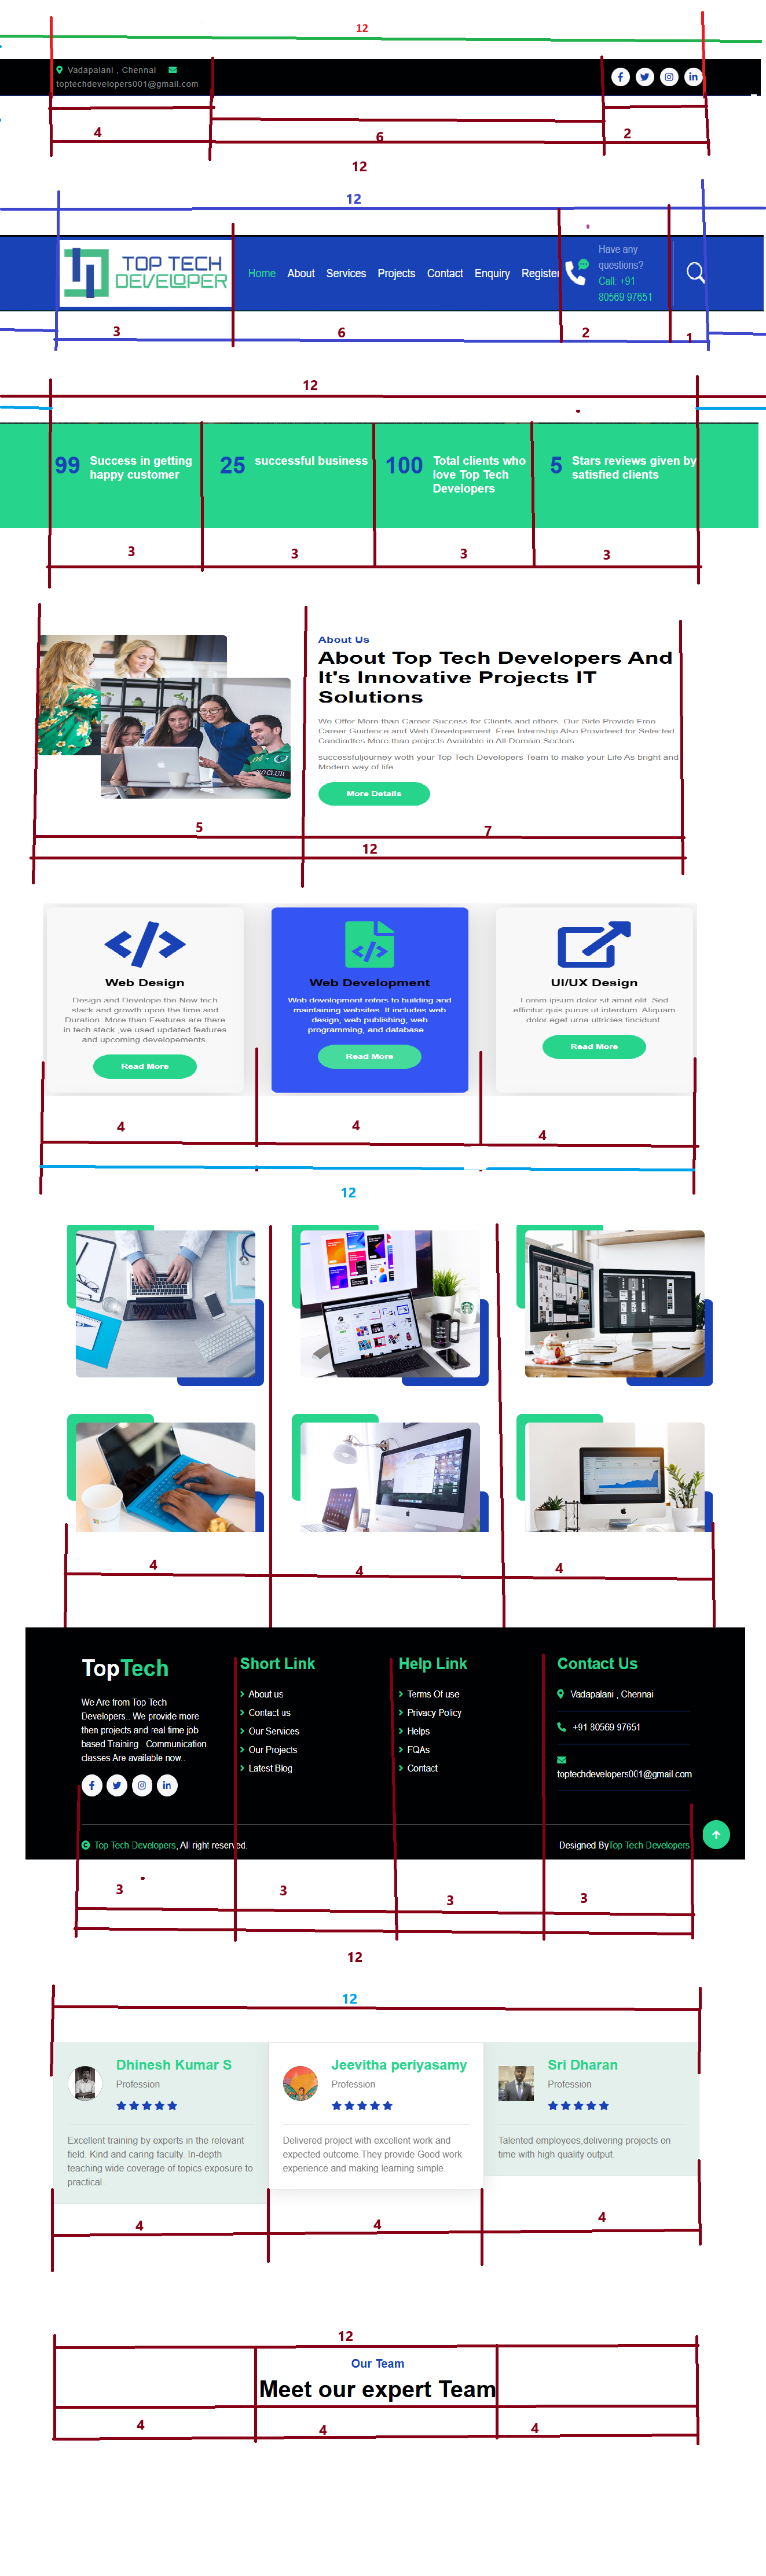 12
Vadapalani , Chennai
toptechdevelopers001@gmail.com
4
6
2
12
12
TOP TECH
DEVELOPER
Home About Services Projects Contact Enquiry Register
Have any
questions?
Call: +91
80569 97651
3
6
2
1
12
99 Success in getting
happy customer
25 successful business
100 Total clients who
love Top Tech
Developers
5 Stars reviews given by
satisfied clients
3
3
3
3
About Us
About Top Tech Developers And
It's Innovative Projects IT
Solutions
We Offer More than Career Success for Clients and others. Our Side Provide Free
Career Guidence and Web Developement. Free Internship Also Provideed for Selected
Candiadtes More than projects Available in All Domain Sectors
successfuljourney woth your Top Tech Developers Team to make your Life As bright and
Modern way of life
More Details
5
7
12
Web Design
Design and Develope the New tech
stack and growth upon the time and
Duration. More than Features are there
in tech stack ,we used updated features
and upcoming developements
Read More
Web Development
Web development refers to building and
maintaining websites. It includes web
design, web publishing, web
programming, and database
Read More
UI/UX Design
Lorem ipsum dolor sit amet elit. Sed
efficitur quis purus ut interdum. Aliquam
dolor eget urna ultricies tincidunt.
Read More
4
4
4
12
4
4
4
TopTech
We Are from Top Tech
Developers.. We provide more
then projects and real time job
based Training . Communication
classes Are available now..
Short Link
About us
Contact us
Our Services
Our Projects
Latest Blog
Help Link
Terms Of use
Privacy Policy
Helps
FQAs
Contact
Contact Us
Vadapalani , Chennai
+91 80569 97651
toptechdevelopers001@gmail.com
Top Tech Developers, All right reserved.
Designed ByTop Tech Developers
3
3
3
3
12
12
Dhinesh Kumar S
Profession
Excellent training by experts in the relevant
field. Kind and caring faculty. In-depth
teaching wide coverage of topics exposure to
practical .
Jeevitha periyasamy
Profession
Delivered project with excellent work and
expected outcome.They provide Good work
experience and making learning simple.
Sri Dharan
Profession
Talented employees,delivering projects on
time with high quality output.
4
4
4
12
Our Team
Meet our expert Team
4
4
4